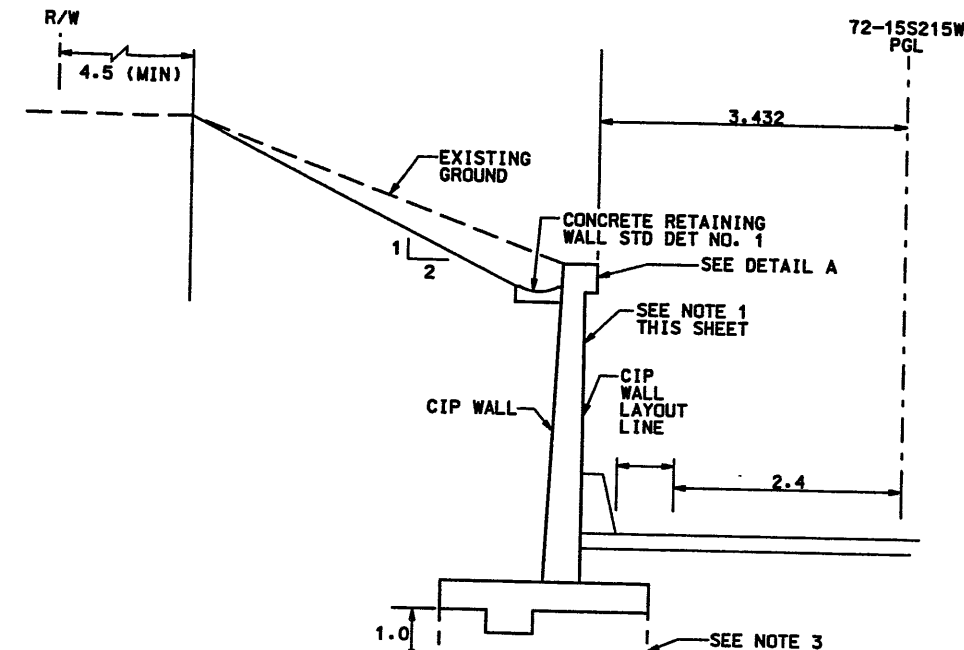 R/W
72-15S215W
PGL
4.5 (MIN)
3.432
EXISTING
GROUND
CONCRETE RETAINING
WALL STD DET NO. 1
1
2
SEE DETAIL A
SEE NOTE 1
THIS SHEET
CIP
WALL
LAYOUT
LINE
CIP WALL
2.4
1.0
SEE NOTE 3